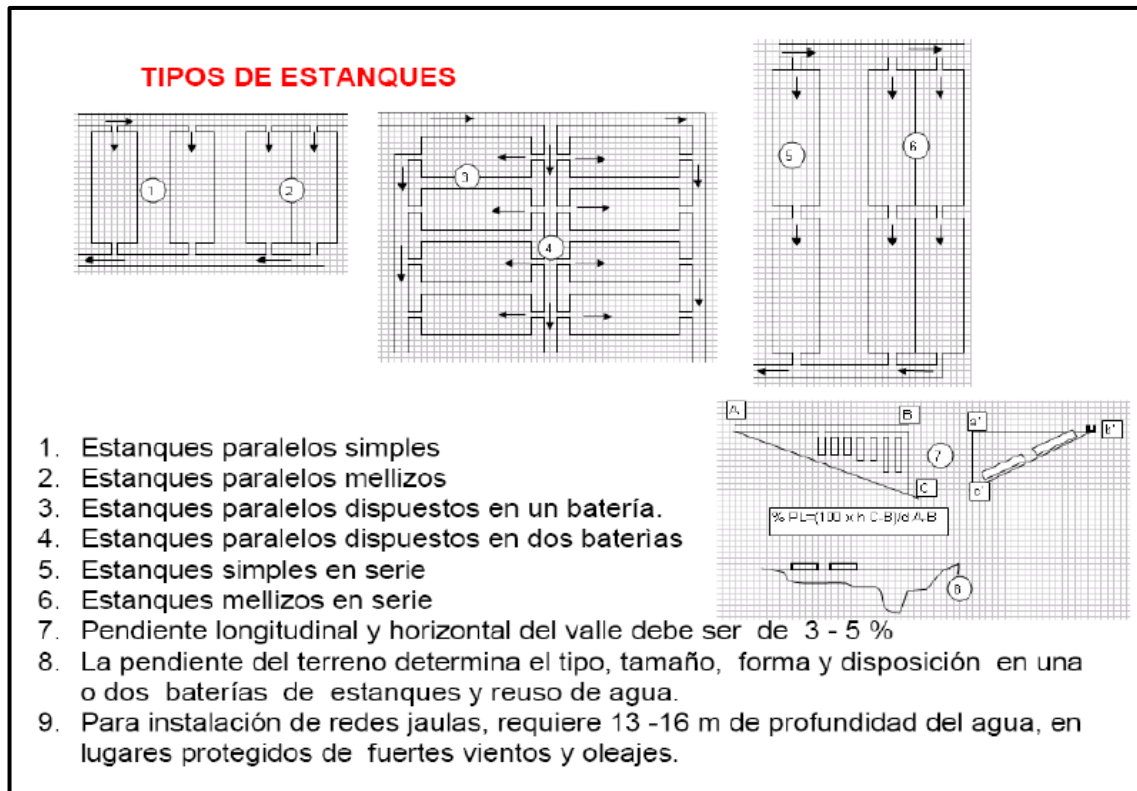 TIPOS DE ESTANQUES
1
2
3
4
5
6
A
B
C
7
a'
b'
c'
% PL=(100 x h C-B)/d A-B
8
1. Estanques paralelos simples
2. Estanques paralelos mellizos
3. Estanques paralelos dispuestos en un batería.
4. Estanques paralelos dispuestos en dos baterìas
5. Estanques simples en serie
6. Estanques mellizos en serie
7. Pendiente longitudinal y horizontal del valle debe ser de 3 - 5 %
8. La pendiente del terreno determina el tipo, tamaño, forma y disposición en una
o dos baterías de estanques y reuso de agua.
9. Para instalación de redes jaulas, requiere 13 -16 m de profundidad del agua, en
lugares protegidos de fuertes vientos y oleajes.